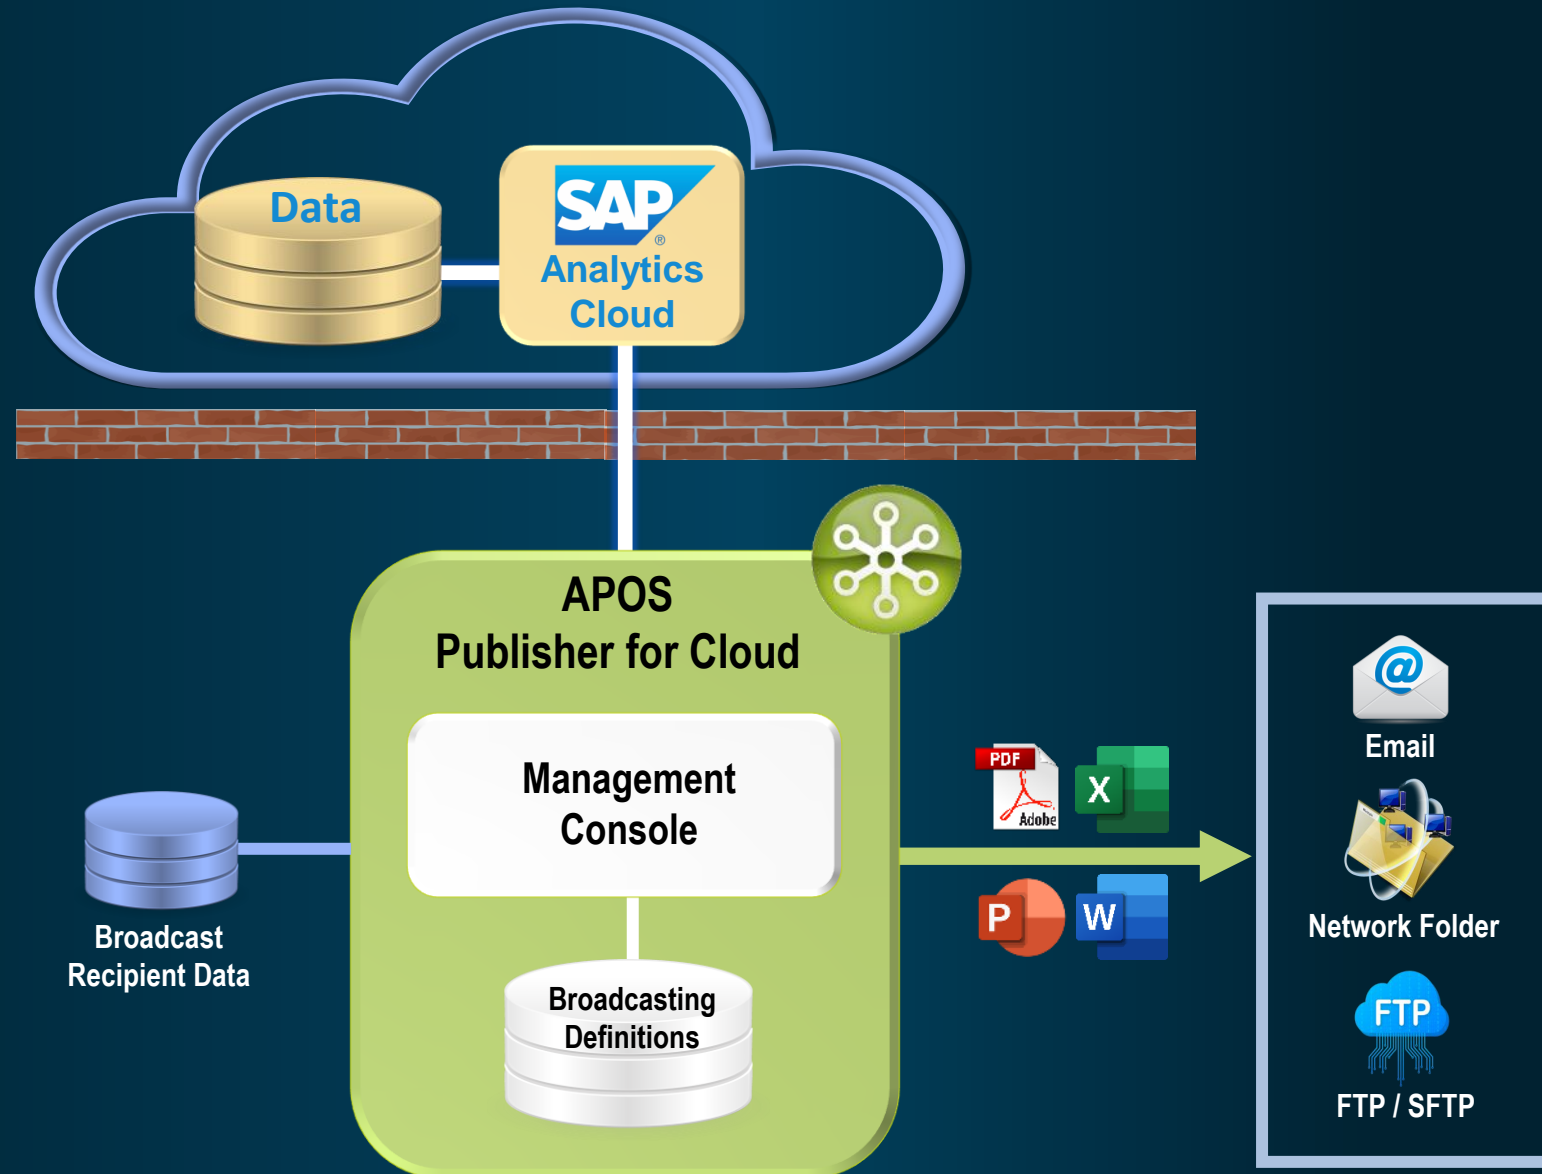 Data
SAP
®
Analytics
Cloud
APOS
Publisher for Cloud
Management
Console
Broadcasting
Definitions
Broadcast
Recipient Data
PDF
Adobe
X
P
W
@
Email
Network Folder
FTP
FTP / SFTP